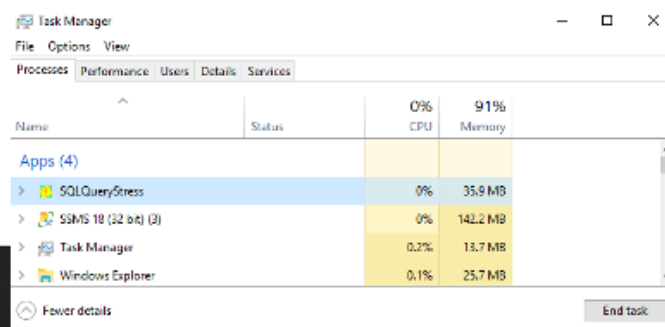 Task Manager
File Options View
Processes Performance Users Details Services
0% 91%
Name Status CPU Memory
Apps (4)
SQLQueryStress 0% 35.9 MB
SSMS 18 (32 bit) (3) 0% 142.2 MB
Task Manager 0.2% 13.7 MB
Windows Explorer 0.1% 25.7 MB
Fewer details End task